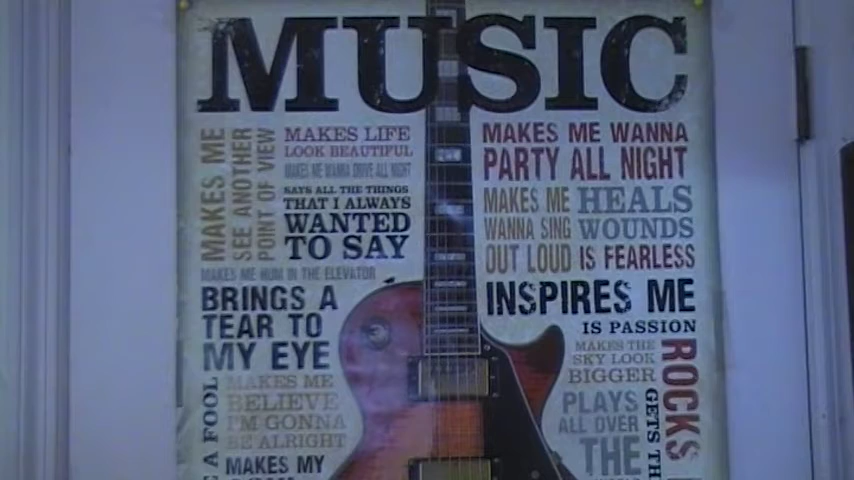 MUSIC
MAKES ME
SEE ANOTHER
POINT OF VIEW
MAKES LIFE
LOOK BEAUTIFUL
MAKES ME WANNA DRIVE ALL NIGHT
SAYS ALL THE THINGS
THAT I ALWAYS
WANTED
TO SAY
MAKES ME HUM IN THE ELEVATOR
BRINGS A
TEAR TO
MY EYE
E A FOOL
MAKES ME
BELIEVE
I'M GONNA
BE ALRIGHT
MAKES MY
MAKES ME WANNA
PARTY ALL NIGHT
MAKES ME
WANNA SING
OUT LOUD
HEALS
WOUNDS
IS FEARLESS
INSPIRES ME
IS PASSION
MAKES THE
SKY LOOK
BIGGER
ROCKS
PLAYS
ALL OVER
THE
GETS TH